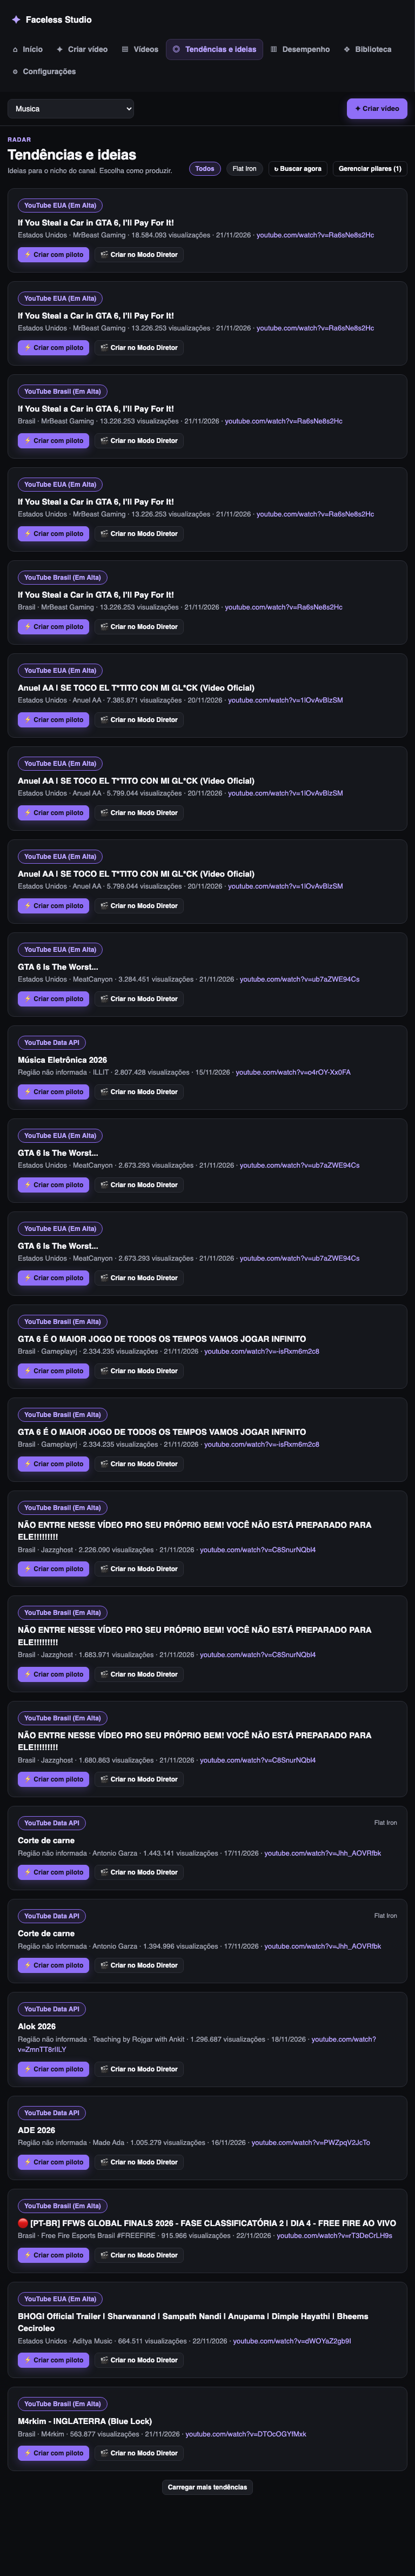 Faceless Studio
Início
Criar vídeo
Vídeos
Tendências e ideias
Desempenho
Biblioteca
Configurações
Musica
Criar vídeo
RADAR
Tendências e ideias
Ideias para o nicho do canal. Escolha como produzir.
Todos
Flat Iron
Buscar agora
Gerenciar pilares (1)
YouTube EUA (Em Alta)
If You Steal a Car in GTA 6, I'll Pay For It!
Estados Unidos · MrBeast Gaming · 18.584.093 visualizações · 21/11/2026 · youtube.com/watch?v=Ra6sNe8s2Hc
Criar com piloto
Criar no Modo Diretor
YouTube EUA (Em Alta)
If You Steal a Car in GTA 6, I'll Pay For It!
Estados Unidos · MrBeast Gaming · 13.226.253 visualizações · 21/11/2026 · youtube.com/watch?v=Ra6sNe8s2Hc
Criar com piloto
Criar no Modo Diretor
YouTube Brasil (Em Alta)
If You Steal a Car in GTA 6, I'll Pay For It!
Brasil · MrBeast Gaming · 13.226.253 visualizações · 21/11/2026 · youtube.com/watch?v=Ra6sNe8s2Hc
Criar com piloto
Criar no Modo Diretor
YouTube EUA (Em Alta)
If You Steal a Car in GTA 6, I'll Pay For It!
Estados Unidos · MrBeast Gaming · 13.226.253 visualizações · 21/11/2026 · youtube.com/watch?v=Ra6sNe8s2Hc
Criar com piloto
Criar no Modo Diretor
YouTube Brasil (Em Alta)
If You Steal a Car in GTA 6, I'll Pay For It!
Brasil · MrBeast Gaming · 13.226.253 visualizações · 21/11/2026 · youtube.com/watch?v=Ra6sNe8s2Hc
Criar com piloto
Criar no Modo Diretor
YouTube EUA (Em Alta)
Anuel AA | SE TOCO EL T*TITO CON MI GL*CK (Video Oficial)
Estados Unidos · Anuel AA · 7.385.871 visualizações · 20/11/2026 · youtube.com/watch?v=1lOvAvBlzSM
Criar com piloto
Criar no Modo Diretor
YouTube EUA (Em Alta)
Anuel AA | SE TOCO EL T*TITO CON MI GL*CK (Video Oficial)
Estados Unidos · Anuel AA · 5.799.044 visualizações · 20/11/2026 · youtube.com/watch?v=1lOvAvBlzSM
Criar com piloto
Criar no Modo Diretor
YouTube EUA (Em Alta)
Anuel AA | SE TOCO EL T*TITO CON MI GL*CK (Video Oficial)
Estados Unidos · Anuel AA · 5.799.044 visualizações · 20/11/2026 · youtube.com/watch?v=1lOvAvBlzSM
Criar com piloto
Criar no Modo Diretor
YouTube EUA (Em Alta)
GTA 6 Is The Worst...
Estados Unidos · MeatCanyon · 3.284.451 visualizações · 21/11/2026 · youtube.com/watch?v=ub7aZWE94Cs
Criar com piloto
Criar no Modo Diretor
YouTube Data API
Música Eletrônica 2026
Região não informada · ILLIT · 2.807.428 visualizações · 15/11/2026 · youtube.com/watch?v=o4rOY-Xx0FA
Criar com piloto
Criar no Modo Diretor
YouTube EUA (Em Alta)
GTA 6 Is The Worst...
Estados Unidos · MeatCanyon · 2.673.293 visualizações · 21/11/2026 · youtube.com/watch?v=ub7aZWE94Cs
Criar com piloto
Criar no Modo Diretor
YouTube EUA (Em Alta)
GTA 6 Is The Worst...
Estados Unidos · MeatCanyon · 2.673.293 visualizações · 21/11/2026 · youtube.com/watch?v=ub7aZWE94Cs
Criar com piloto
Criar no Modo Diretor
YouTube Brasil (Em Alta)
GTA 6 É O MAIOR JOGO DE TODOS OS TEMPOS VAMOS JOGAR INFINITO
Brasil · Gameplayrj · 2.334.235 visualizações · 21/11/2026 · youtube.com/watch?v=-isRxm6m2c8
Criar com piloto
Criar no Modo Diretor
YouTube Brasil (Em Alta)
GTA 6 É O MAIOR JOGO DE TODOS OS TEMPOS VAMOS JOGAR INFINITO
Brasil · Gameplayrj · 2.334.235 visualizações · 21/11/2026 · youtube.com/watch?v=-isRxm6m2c8
Criar com piloto
Criar no Modo Diretor
YouTube Brasil (Em Alta)
NÃO ENTRE NESSE VÍDEO PRO SEU PRÓPRIO BEM! VOCÊ NÃO ESTÁ PREPARADO PARA
ELE!!!!!!!!!
Brasil · Jazzghost · 2.226.090 visualizações · 21/11/2026 · youtube.com/watch?v=C8SnurNQbI4
Criar com piloto
Criar no Modo Diretor
YouTube Brasil (Em Alta)
NÃO ENTRE NESSE VÍDEO PRO SEU PRÓPRIO BEM! VOCÊ NÃO ESTÁ PREPARADO PARA
ELE!!!!!!!!!
Brasil · Jazzghost · 1.683.971 visualizações · 21/11/2026 · youtube.com/watch?v=C8SnurNQbI4
Criar com piloto
Criar no Modo Diretor
YouTube Brasil (Em Alta)
NÃO ENTRE NESSE VÍDEO PRO SEU PRÓPRIO BEM! VOCÊ NÃO ESTÁ PREPARADO PARA
ELE!!!!!!!!!
Brasil · Jazzghost · 1.680.863 visualizações · 21/11/2026 · youtube.com/watch?v=C8SnurNQbI4
Criar com piloto
Criar no Modo Diretor
YouTube Data API
Flat Iron
Corte de carne
Região não informada · Antonio Garza · 1.443.141 visualizações · 17/11/2026 · youtube.com/watch?v=Jhh_AOVRfbk
Criar com piloto
Criar no Modo Diretor
YouTube Data API
Flat Iron
Corte de carne
Região não informada · Antonio Garza · 1.394.996 visualizações · 17/11/2026 · youtube.com/watch?v=Jhh_AOVRfbk
Criar com piloto
Criar no Modo Diretor
YouTube Data API
Alok 2026
Região não informada · Teaching by Rojgar with Ankit · 1.296.687 visualizações · 18/11/2026 · youtube.com/watch?
v=ZmnTT8rIlLY
Criar com piloto
Criar no Modo Diretor
YouTube Data API
ADE 2026
Região não informada · Made Ada · 1.005.279 visualizações · 16/11/2026 · youtube.com/watch?v=PWZpqV2JcTo
Criar com piloto
Criar no Modo Diretor
YouTube Brasil (Em Alta)
[PT-BR] FFWS GLOBAL FINALS 2026 - FASE CLASSIFICATÓRIA 2 | DIA 4 - FREE FIRE AO VIVO
Brasil · Free Fire Esports Brasil #FREEFIRE · 915.966 visualizações · 22/11/2026 · youtube.com/watch?v=rT3DeCrLH9s
Criar com piloto
Criar no Modo Diretor
YouTube EUA (Em Alta)
BHOGI Official Trailer | Sharwanand | Sampath Nandi | Anupama | Dimple Hayathi | Bheems
Ceciroleo
Estados Unidos · Aditya Music · 664.511 visualizações · 22/11/2026 · youtube.com/watch?v=dWOYaZ2gb9I
Criar com piloto
Criar no Modo Diretor
YouTube Brasil (Em Alta)
M4rkim - INGLATERRA (Blue Lock)
Brasil · M4rkim · 563.877 visualizações · 21/11/2026 · youtube.com/watch?v=DTOcOGYfMxk
Criar com piloto
Criar no Modo Diretor
Carregar mais tendências